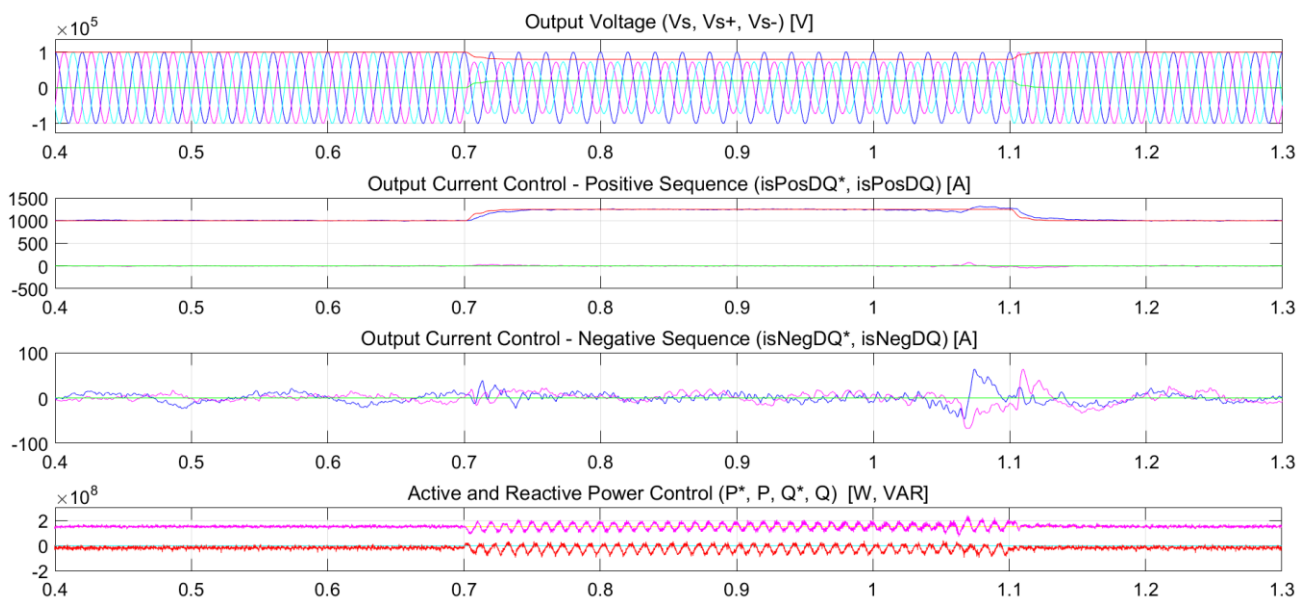 Output Voltage (Vs, Vs+, Vs-) [V]
×10^5
1
0
-1
0.4 0.5 0.6 0.7 0.8 0.9 1 1.1 1.2 1.3
Output Current Control - Positive Sequence (isPosDQ*, isPosDQ) [A]
1500
1000
500
0
-500
0.4 0.5 0.6 0.7 0.8 0.9 1 1.1 1.2 1.3
Output Current Control - Negative Sequence (isNegDQ*, isNegDQ) [A]
100
0
-100
0.4 0.5 0.6 0.7 0.8 0.9 1 1.1 1.2 1.3
×10^8
Active and Reactive Power Control (P*, P, Q*, Q) [W, VAR]
2
0
-2
0.4 0.5 0.6 0.7 0.8 0.9 1 1.1 1.2 1.3